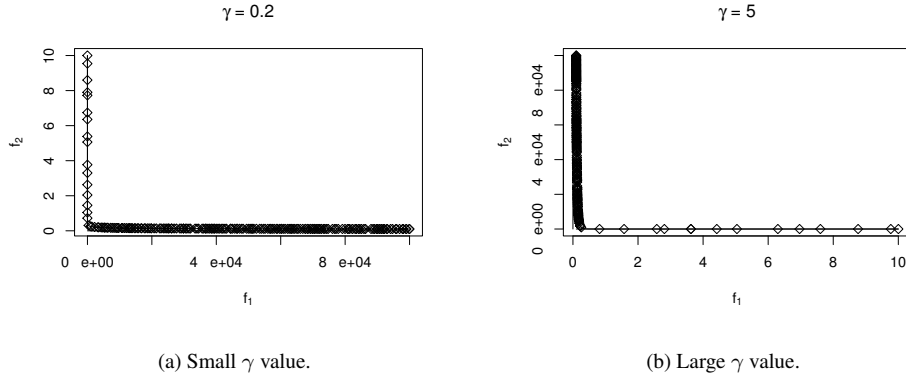 γ = 0.2
f2
10
8
6
4
2
0
0 e+00 4 e+04 8 e+04
f1
(a) Small γ value.
γ = 5
f2
e+04
8
e+04
4
0 e+00
0 2 4 6 8 10
f1
(b) Large γ value.